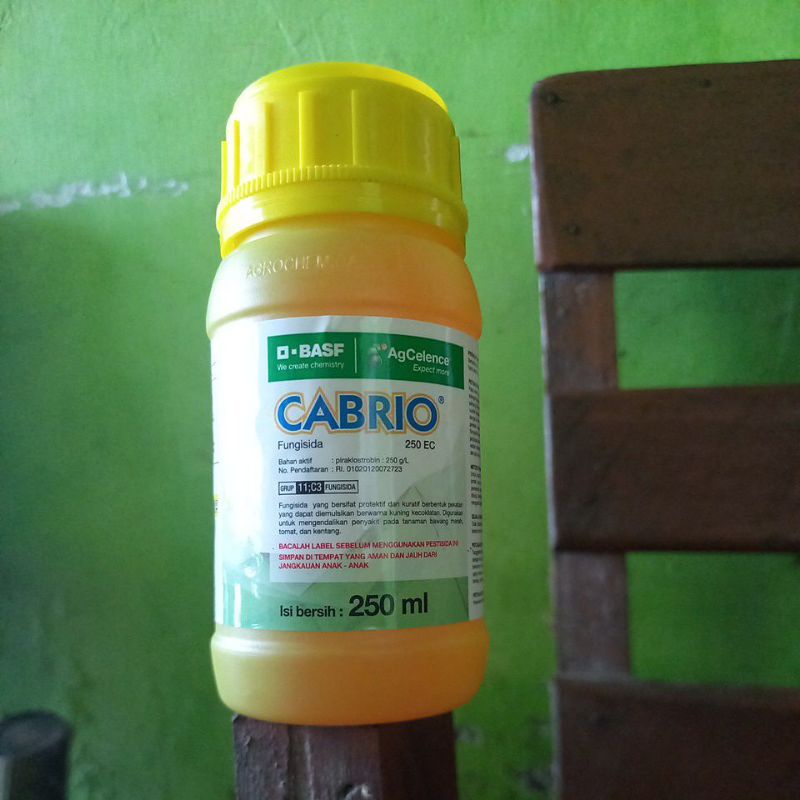 AGROCHEM
BASF
We create chemistry
AgCelence
Expect more
CABRIO®
Fungisida 250 EC
Bahan aktif : piraklostrobin : 250 g/L
No. Pendaftaran : RI. 01020120072723
GRUP 11;C3 FUNGISIDA
Fungisida yang bersifat protektif dan kuratif berbentuk pekatan
yang dapat diemulsikan berwarna kuning kecoklatan. Digunakan
untuk mengendalikan penyakit pada tanaman bawang merah,
tomat, dan kentang.
BACALAH LABEL SEBELUM MENGGUNAKAN PESTISIDA INI
SIMPAN DI TEMPAT YANG AMAN DAN JAUH DARI
JANGKAUAN ANAK - ANAK
Isi bersih : 250 ml